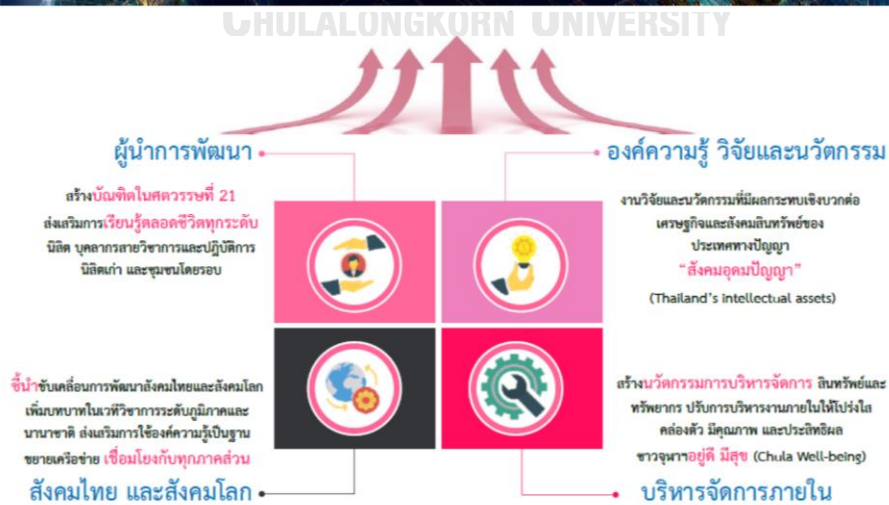 CHULALONGKORN UNIVERSITY
ผู้นำการพัฒนา
สร้างบัณฑิตในศตวรรษที่ 21
ส่งเสริมการเรียนรู้ตลอดชีวิตทุกระดับ
นิสิต บุคลากรสายวิชาการและปฏิบัติการ
นิสิตเก่า และชุมชนโดยรอบ
องค์ความรู้ วิจัยและนวัตกรรม
งานวิจัยและนวัตกรรมที่มีผลกระทบเชิงบวกต่อ
เศรษฐกิจและสังคมสินทรัพย์ของ
ประเทศทางปัญญา
"สังคมอุดมปัญญา"
(Thailand's intellectual assets)
ชี้นำขับเคลื่อนการพัฒนาสังคมไทยและสังคมโลก
เพิ่มบทบาทในเวทีวิชาการระดับภูมิภาคและ
นานาชาติ ส่งเสริมการใช้องค์ความรู้เป็นฐาน
ขยายเครือข่าย เชื่อมโยงกับทุกภาคส่วน
สังคมไทย และสังคมโลก
สร้างนวัตกรรมการบริหารจัดการ สินทรัพย์และ
ทรัพยากร ปรับการบริหารงานภายในให้โปร่งใส
คล่องตัว มีคุณภาพ และประสิทธิผล
ชาวจุฬาฯอยู่ดี มีสุข (Chula Well-being)
บริหารจัดการภายใน